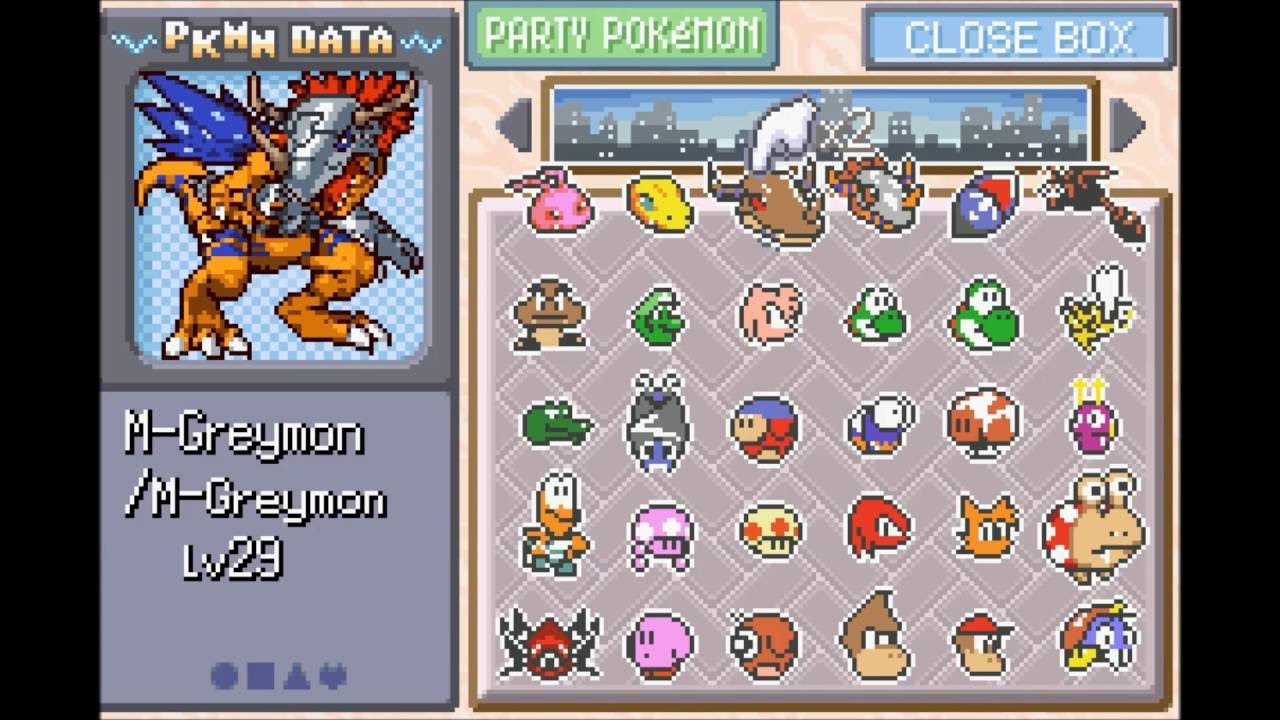 PKMN DATA
PARTY POKéMON
CLOSE BOX
x2
M-Greymon
/M-Greymon
Lv29